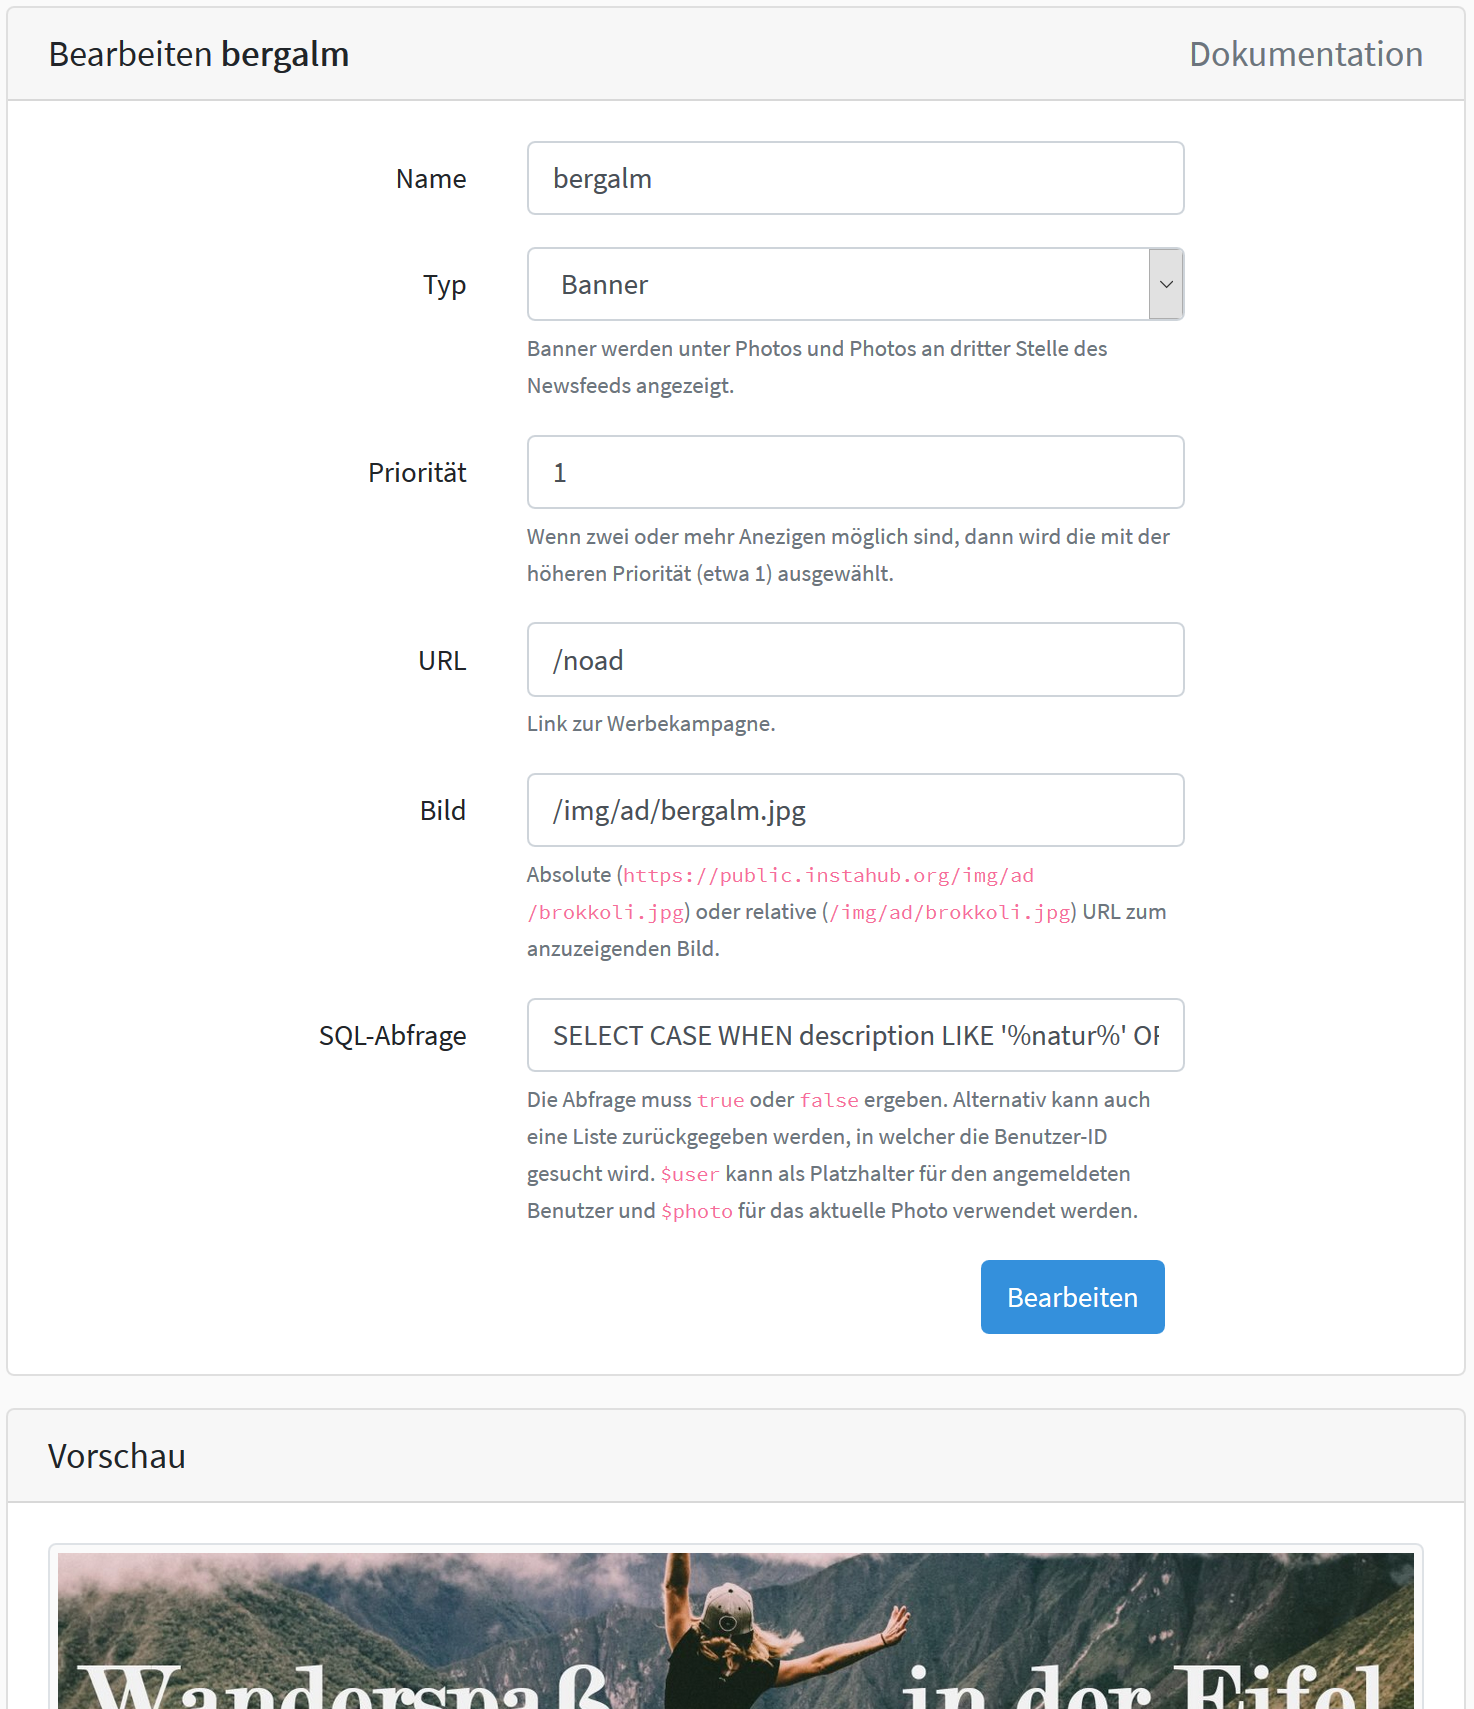 Bearbeiten bergalm
Dokumentation
Name
bergalm
Typ
Banner
Banner werden unter Photos und Photos an dritter Stelle des
Newsfeeds angezeigt.
Priorität
1
Wenn zwei oder mehr Anezigen möglich sind, dann wird die mit der
höheren Priorität (etwa 1) ausgewählt.
URL
/noad
Link zur Werbekampagne.
Bild
/img/ad/bergalm.jpg
Absolute (https://public.instahub.org/img/ad
/brokkoli.jpg) oder relative (/img/ad/brokkoli.jpg) URL zum
anzuzeigenden Bild.
SQL-Abfrage
SELECT CASE WHEN description LIKE '%natur%' OR
Die Abfrage muss true oder false ergeben. Alternativ kann auch
eine Liste zurückgegeben werden, in welcher die Benutzer-ID
gesucht wird. $user kann als Platzhalter für den angemeldeten
Benutzer und $photo für das aktuelle Photo verwendet werden.
Bearbeiten
Vorschau
Wanderspaß in der Eifel